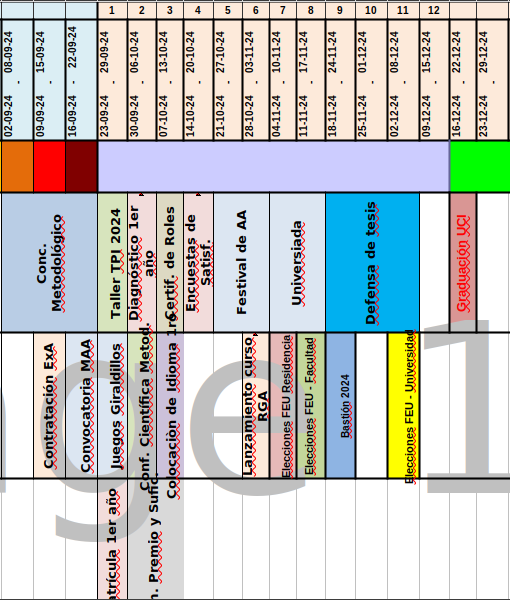 1 2 3 4 5 6 7 8 9 10 11 12
02-09-24 - 08-09-24
09-09-24 - 15-09-24
16-09-24 - 22-09-24
23-09-24 - 29-09-24
30-09-24 - 06-10-24
07-10-24 - 13-10-24
14-10-24 - 20-10-24
21-10-24 - 27-10-24
28-10-24 - 03-11-24
04-11-24 - 10-11-24
11-11-24 - 17-11-24
18-11-24 - 24-11-24
25-11-24 - 01-12-24
02-12-24 - 08-12-24
09-12-24 - 15-12-24
16-12-24 - 22-12-24
23-12-24 - 29-12-24
Conc.
Metodológico
Taller TPI 2024
Diagnóstico 1er
año
Certif. de Roles
Encuestas de
Satisf.
Festival de AA
Universiada
Defensa de tesis
Graduación UCI
Contratación ExA
Convocatoria MAA
Juegos Giraldillos
Conf. Científica Metod.
Colocación de Idioma 1ro
Lanzamiento curso
RGA
Elecciones FEU Residencia
Elecciones FEU - Facultad
Bastión 2024
Elecciones FEU - Universidad
1er año
Premio y
1